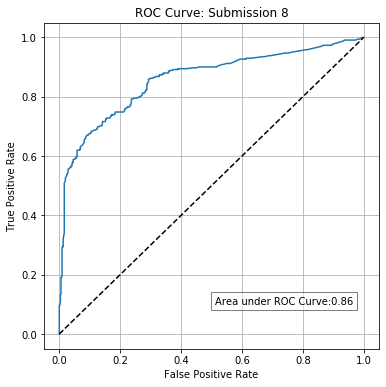 ROC Curve: Submission 8
True Positive Rate
1.0
0.8
0.6
0.4
0.2
0.0
Area under ROC Curve:0.86
0.0 0.2 0.4 0.6 0.8 1.0
False Positive Rate